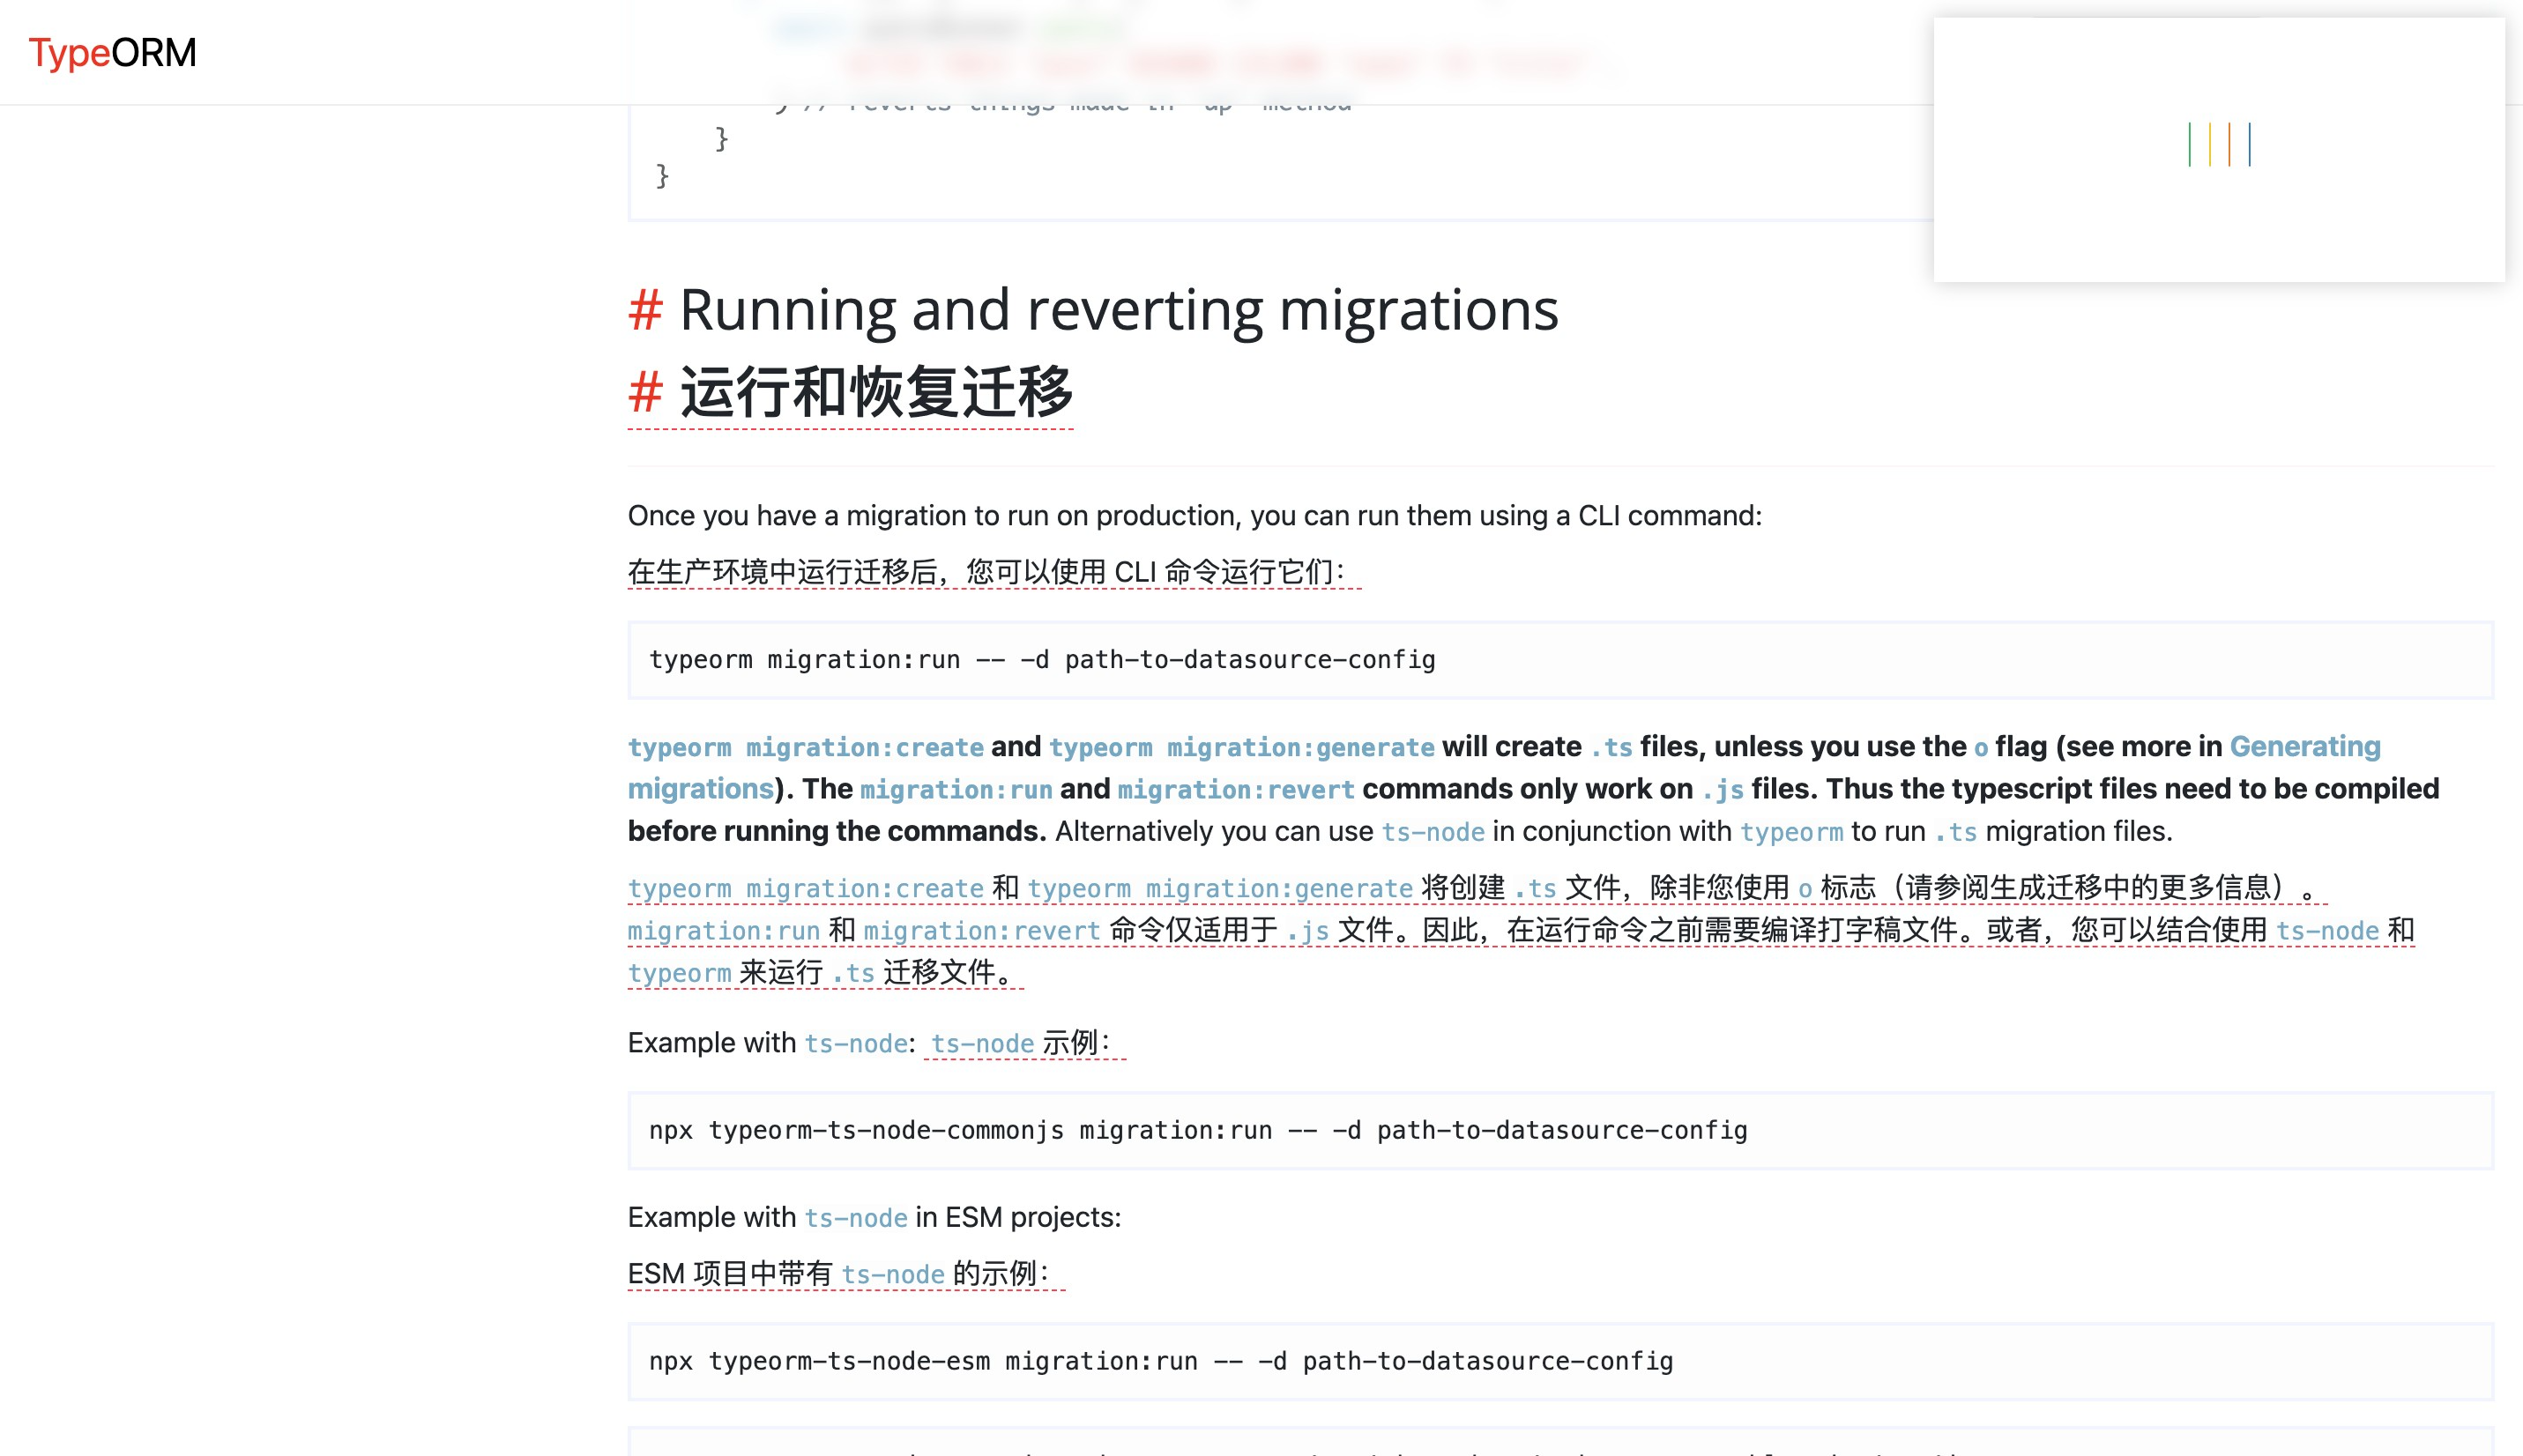 TypeORM
} // reverts things made in "up" method
}
}
# Running and reverting migrations
# 运行和恢复迁移
Once you have a migration to run on production, you can run them using a CLI command:
在生产环境中运行迁移后，您可以使用 CLI 命令运行它们：
typeorm migration:run -- -d path-to-datasource-config
typeorm migration:create and typeorm migration:generate will create .ts files, unless you use the o flag (see more in Generating
migrations). The migration:run and migration:revert commands only work on .js files. Thus the typescript files need to be compiled
before running the commands. Alternatively you can use ts-node in conjunction with typeorm to run .ts migration files.
typeorm migration:create 和 typeorm migration:generate 将创建 .ts 文件，除非您使用 o 标志（请参阅生成迁移中的更多信息）。
migration:run 和 migration:revert 命令仅适用于 .js 文件。因此，在运行命令之前需要编译打字稿文件。或者，您可以结合使用 ts-node 和
typeorm 来运行 .ts 迁移文件。
Example with ts-node: ts-node 示例：
npx typeorm-ts-node-commonjs migration:run -- -d path-to-datasource-config
Example with ts-node in ESM projects:
ESM 项目中带有 ts-node 的示例：
npx typeorm-ts-node-esm migration:run -- -d path-to-datasource-config